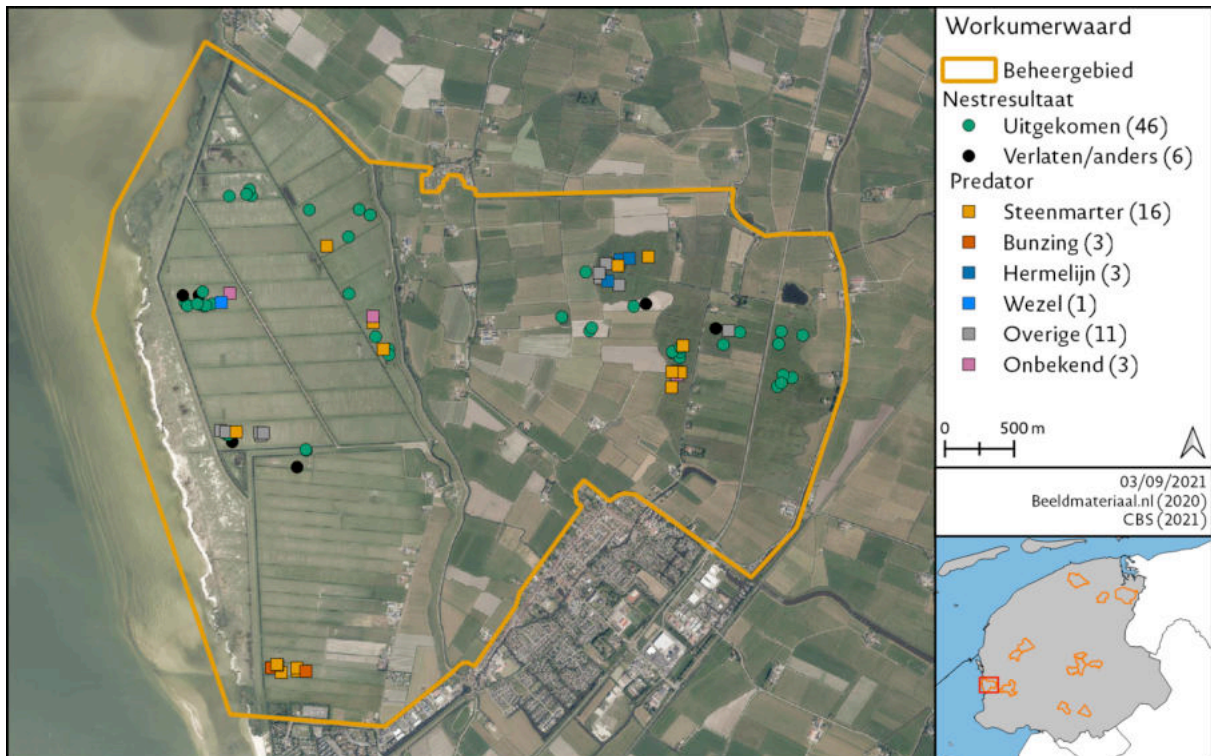 Workumerwaard
Beheergebied
Nestresultaat
Uitgekomen (46)
Verlaten/anders (6)
Predator
Steenmarter (16)
Bunzing (3)
Hermelijn (3)
Wezel (1)
Overige (11)
Onbekend (3)
0 500 m
03/09/2021
Beeldmateriaal.nl (2020)
CBS (2021)